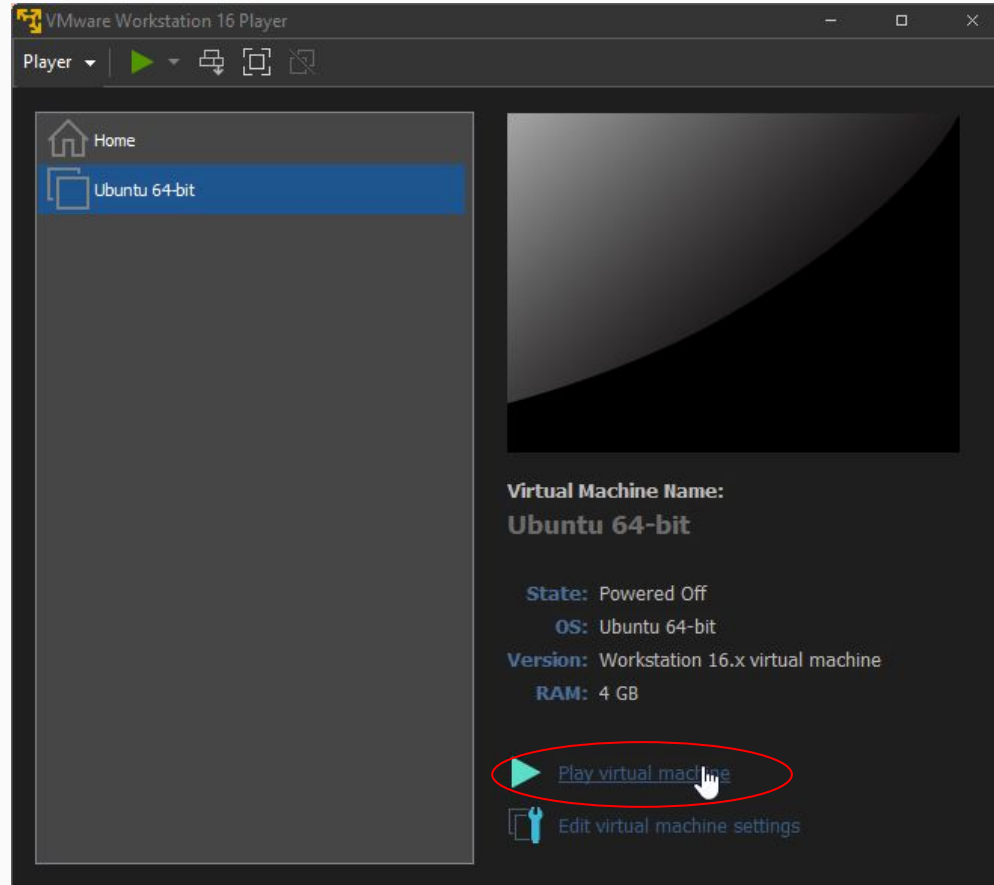 VMware Workstation 16 Player
Player
Home
Ubuntu 64-bit
Virtual Machine Name:
Ubuntu 64-bit
State: Powered Off
OS: Ubuntu 64-bit
Version: Workstation 16.x virtual machine
RAM: 4 GB
Play virtual machine
Edit virtual machine settings